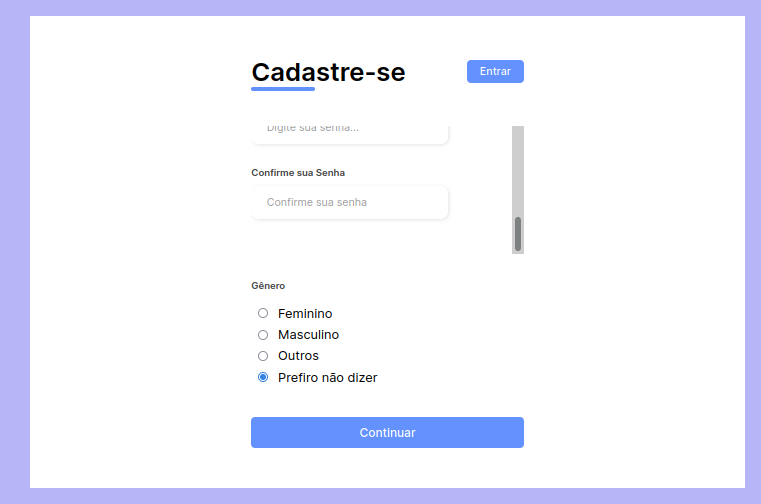 Cadastre-se
Entrar
Digite sua senha...
Confirme sua Senha
Confirme sua senha
Gênero
Feminino
Masculino
Outros
Prefiro não dizer
Continuar